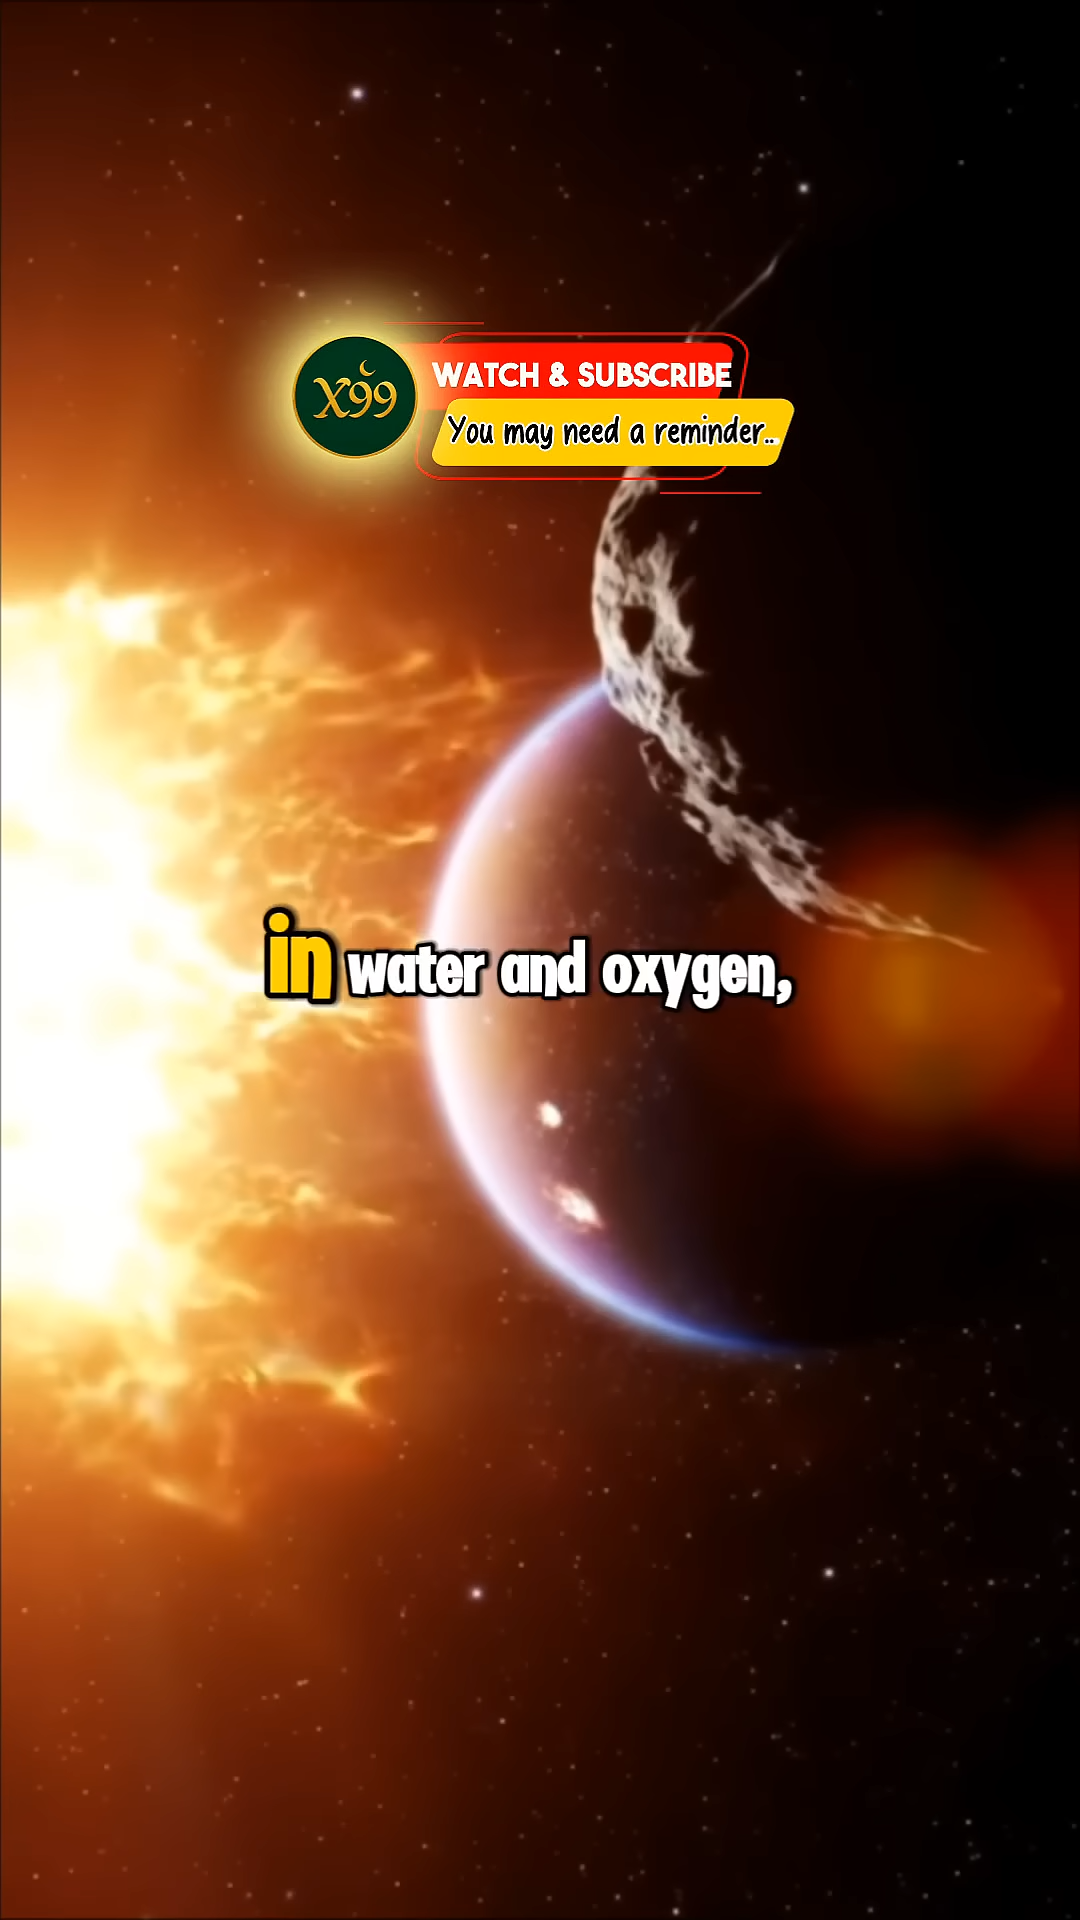 X99
WATCH & SUBSCRIBE
You may need a reminder..
in water and oxygen,